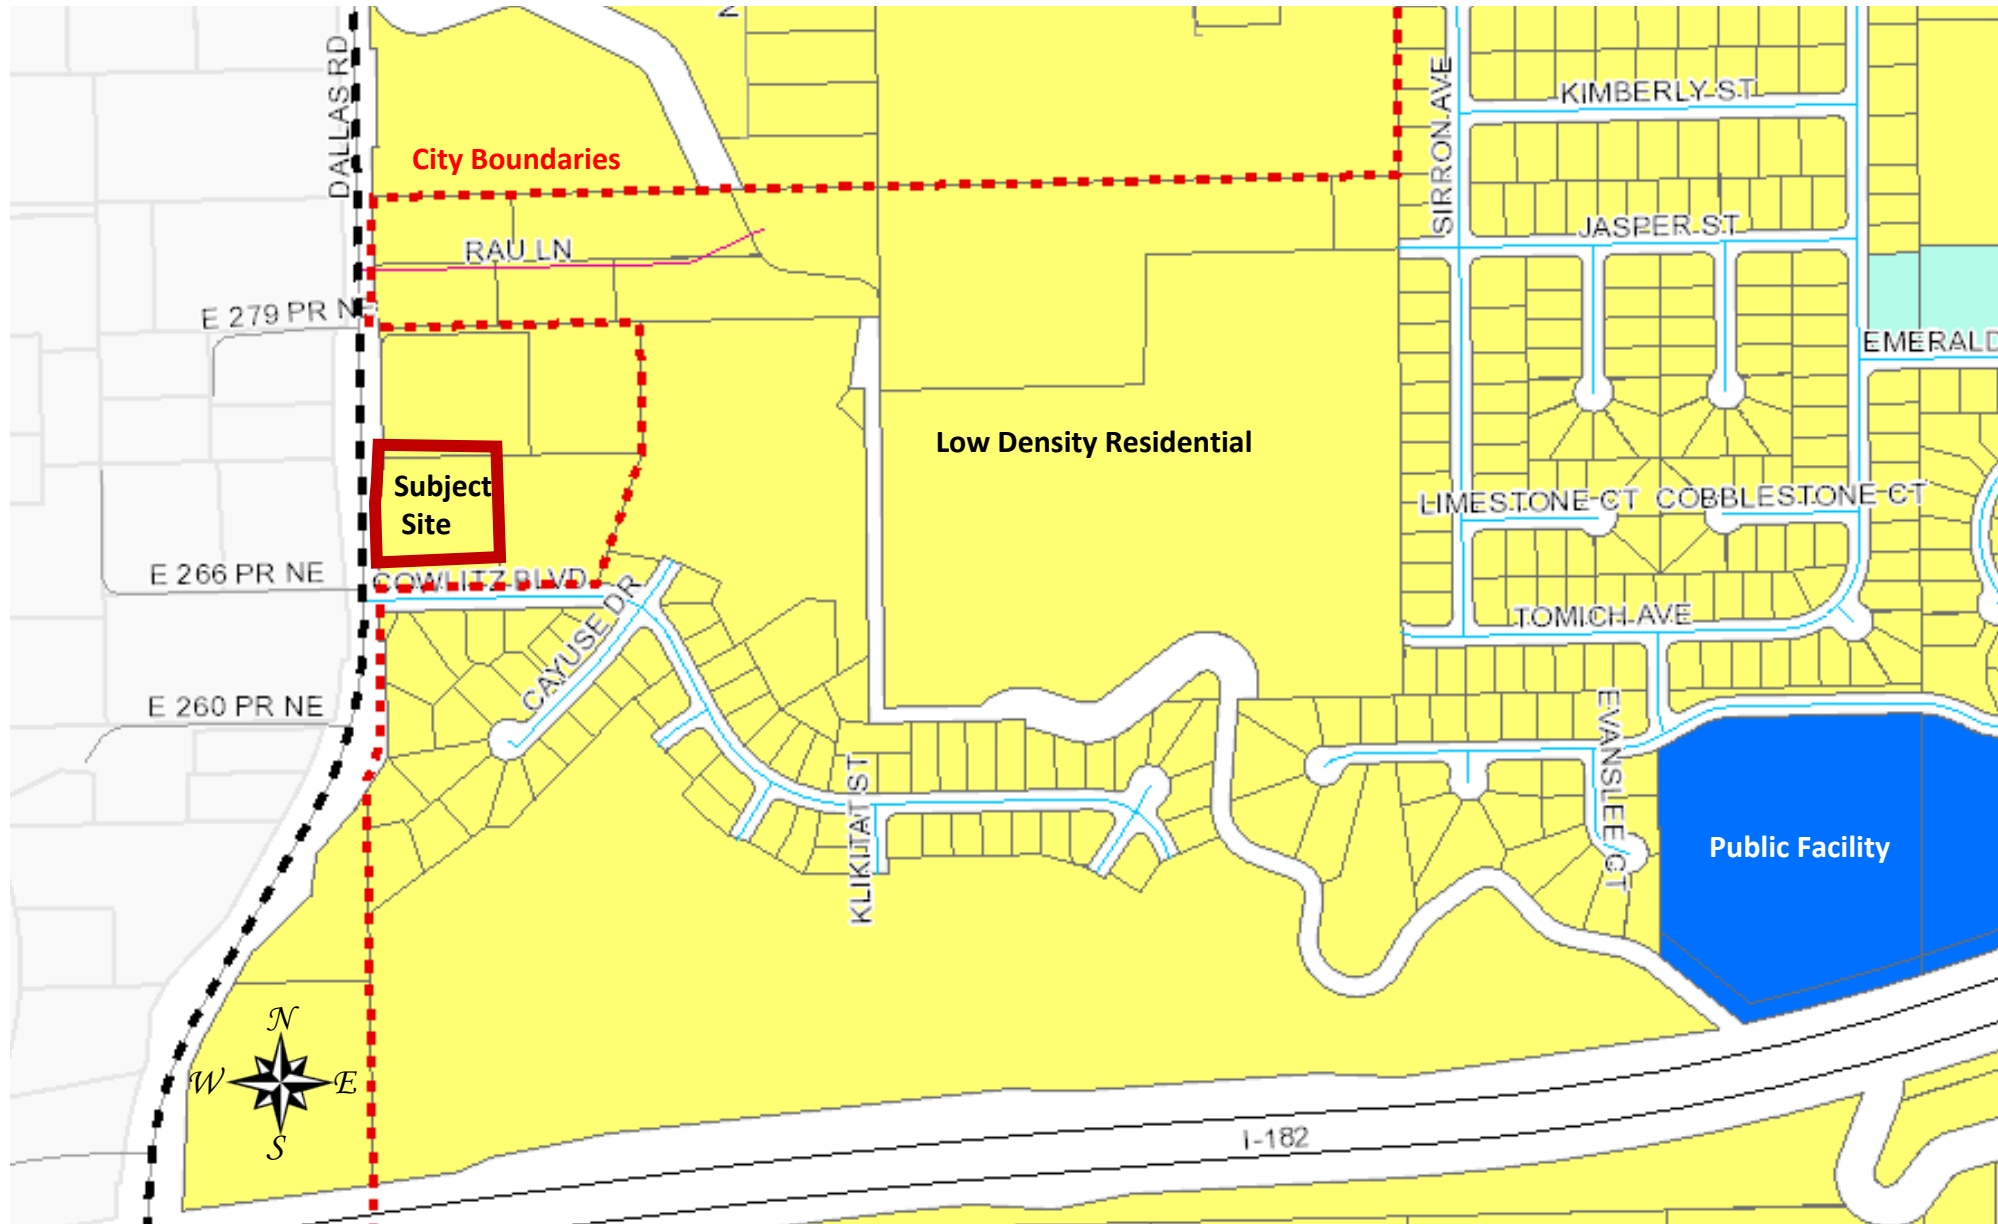 DALLAS RD
SIRRON AVE
KIMBERLY ST
City Boundaries
JASPER ST
RAU LN
E 279 PR N
EMERALD
Low Density Residential
Subject
Site
LIMESTONE CT
COBBLESTONE CT
E 266 PR NE
COWLITZ BLVD
CAYUSE DR
TOMICH AVE
E 260 PR NE
EVANSLEE CT
KLIKITAT ST
Public Facility
N
W
E
S
I-182